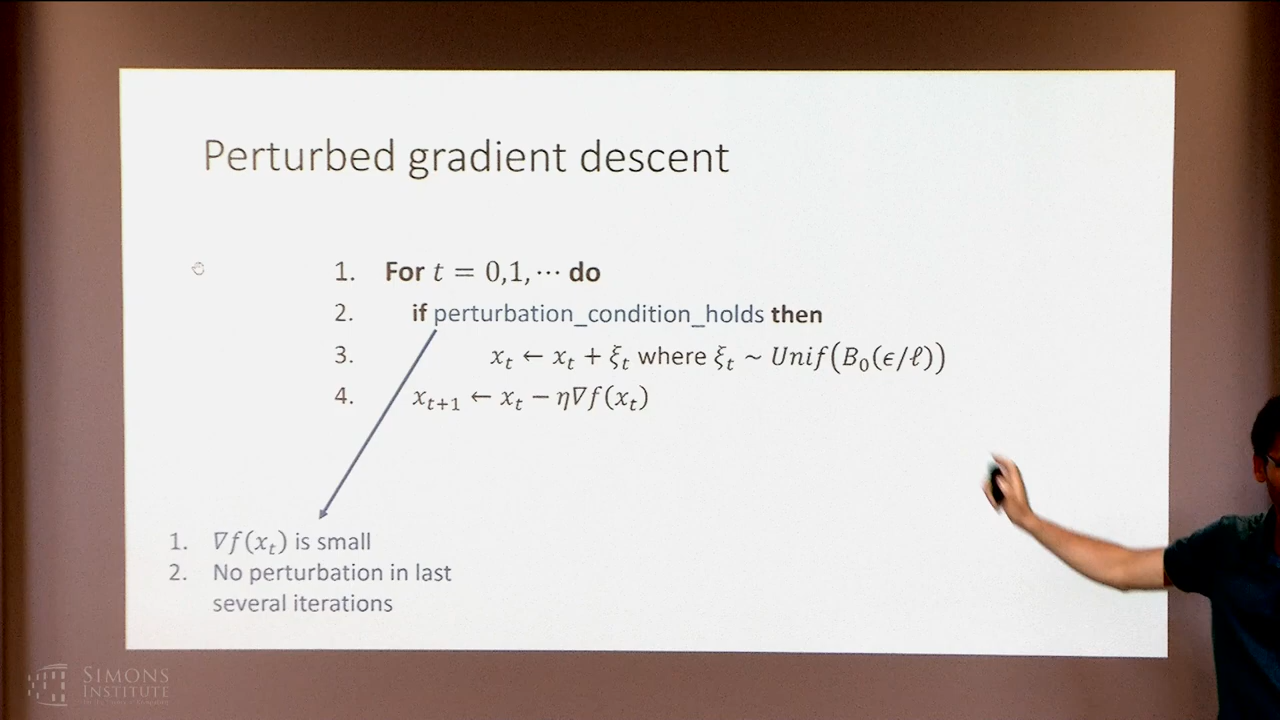 Perturbed gradient descent
1. For t = 0,1,⋯ do
2. if perturbation_condition_holds then
3. x_t ← x_t + ξ_t where ξ_t ~ Unif(B_0(ϵ/ℓ))
4. x_{t+1} ← x_t − η∇f(x_t)
1. ∇f(x_t) is small
2. No perturbation in last
several iterations
SIMONS
INSTITUTE